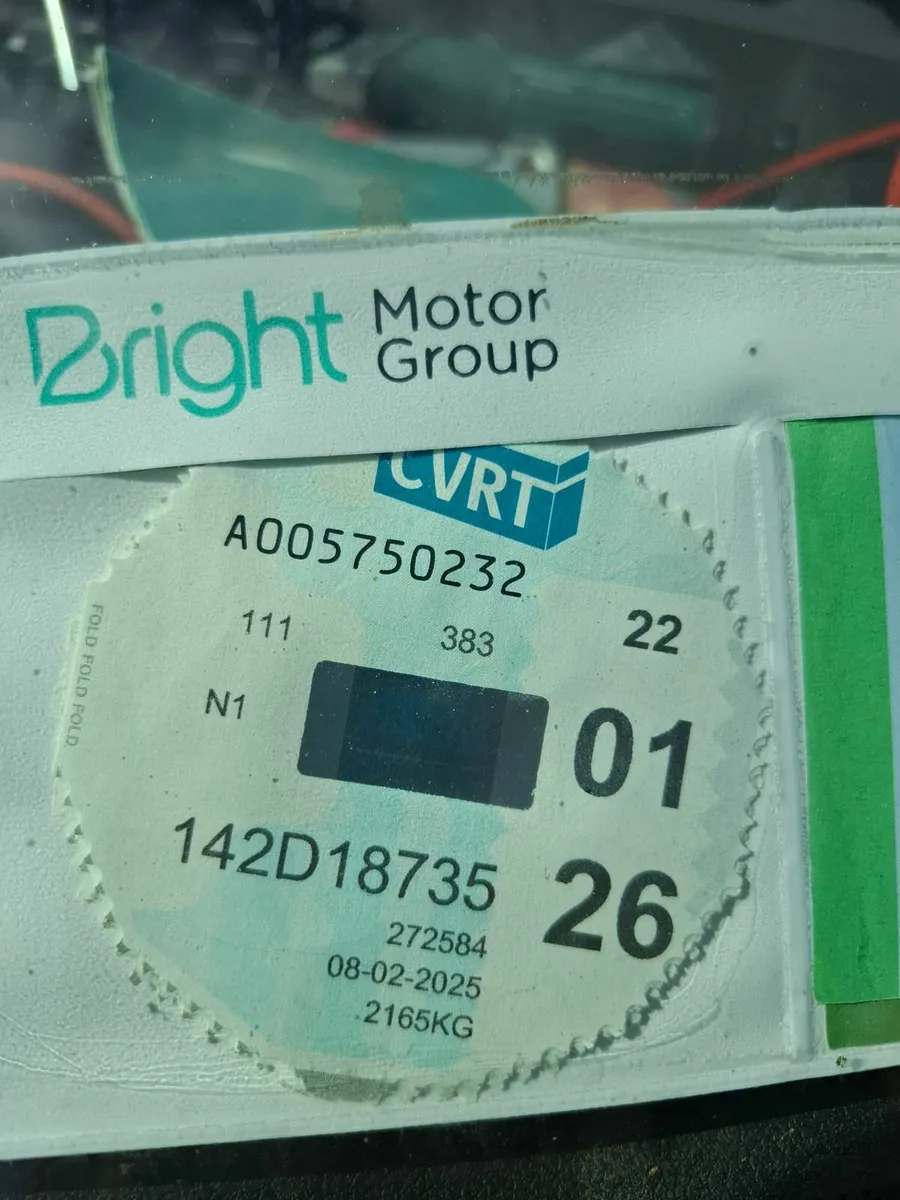 Bright Motor Group
CVRT
A005750232
111 383 22
N1 01
142D18735 26
272584
08-02-2025
2165KG
FOLD FOLD FOLD